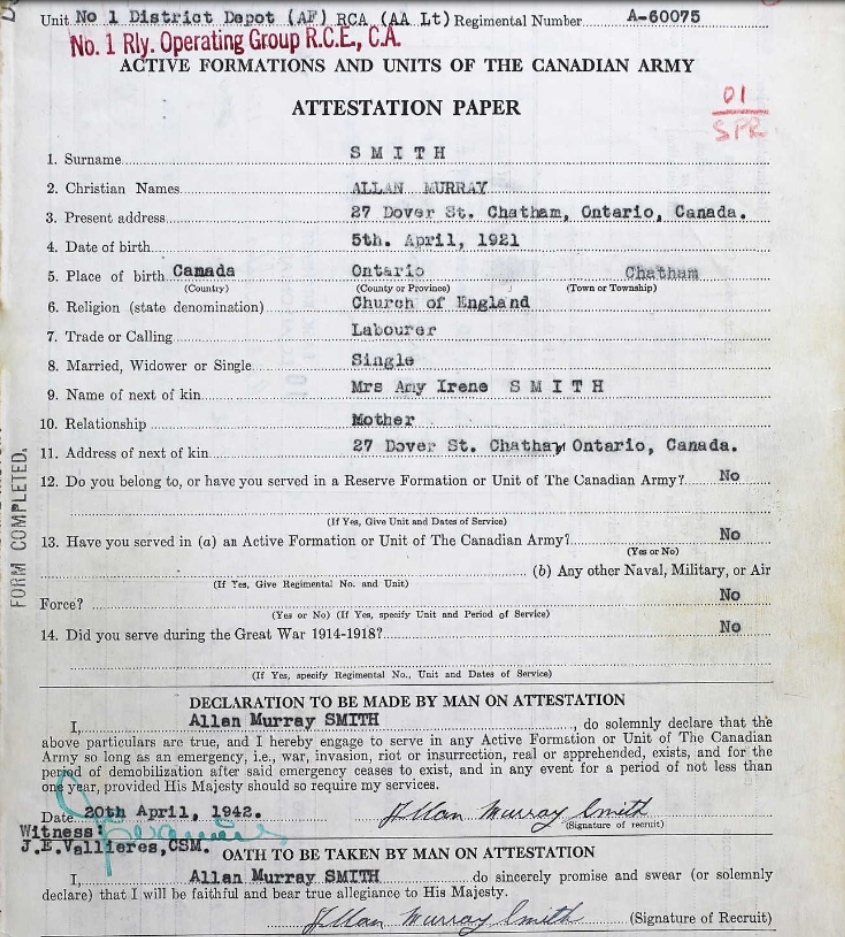 Unit No 1 District Depot (AF) RCA (AA Lt) Regimental Number A-60075
No. 1 Rly. Operating Group R.C.E., C.A.
ACTIVE FORMATIONS AND UNITS OF THE CANADIAN ARMY
ATTESTATION PAPER
01
SPR
1. Surname S M I T H
2. Christian Names ALLAN MURRAY
3. Present address 27 Dover St. Chatham, Ontario, Canada.
4. Date of birth 5th. April, 1921
5. Place of birth Canada Ontario Chatham
(Country) (County or Province) (Town or Township)
6. Religion (state denomination) Church of England
7. Trade or Calling Labourer
8. Married, Widower or Single Single
9. Name of next of kin Mrs Amy Irene S M I T H
10. Relationship Mother
11. Address of next of kin 27 Dover St. Chatham Ontario, Canada.
12. Do you belong to, or have you served in a Reserve Formation or Unit of The Canadian Army? No
(If Yes, Give Unit and Dates of Service)
13. Have you served in (a) an Active Formation or Unit of The Canadian Army? No
(Yes or No)
(b) Any other Naval, Military, or Air
(If Yes, Give Regimental No. and Unit)
Force? No
(Yes or No) (If Yes, specify Unit and Period of Service)
14. Did you serve during the Great War 1914-1918? No
(If Yes, specify Regimental No., Unit and Dates of Service)
FORM COMPLETED.
DECLARATION TO BE MADE BY MAN ON ATTESTATION
I, Allan Murray SMITH, do solemnly declare that the
above particulars are true, and I hereby engage to serve in any Active Formation or Unit of The Canadian
Army so long as an emergency, i.e., war, invasion, riot or insurrection, real or apprehended, exists, and for the
period of demobilization after said emergency ceases to exist, and in any event for a period of not less than
one year, provided His Majesty should so require my services.
Date 20th April, 1942. Allan Murray Smith
(Signature of recruit)
Witness:
J.E.Vallieres,CSM.
OATH TO BE TAKEN BY MAN ON ATTESTATION
I, Allan Murray SMITH do sincerely promise and swear (or solemnly
declare) that I will be faithful and bear true allegiance to His Majesty.
Allan Murray Smith (Signature of Recruit)